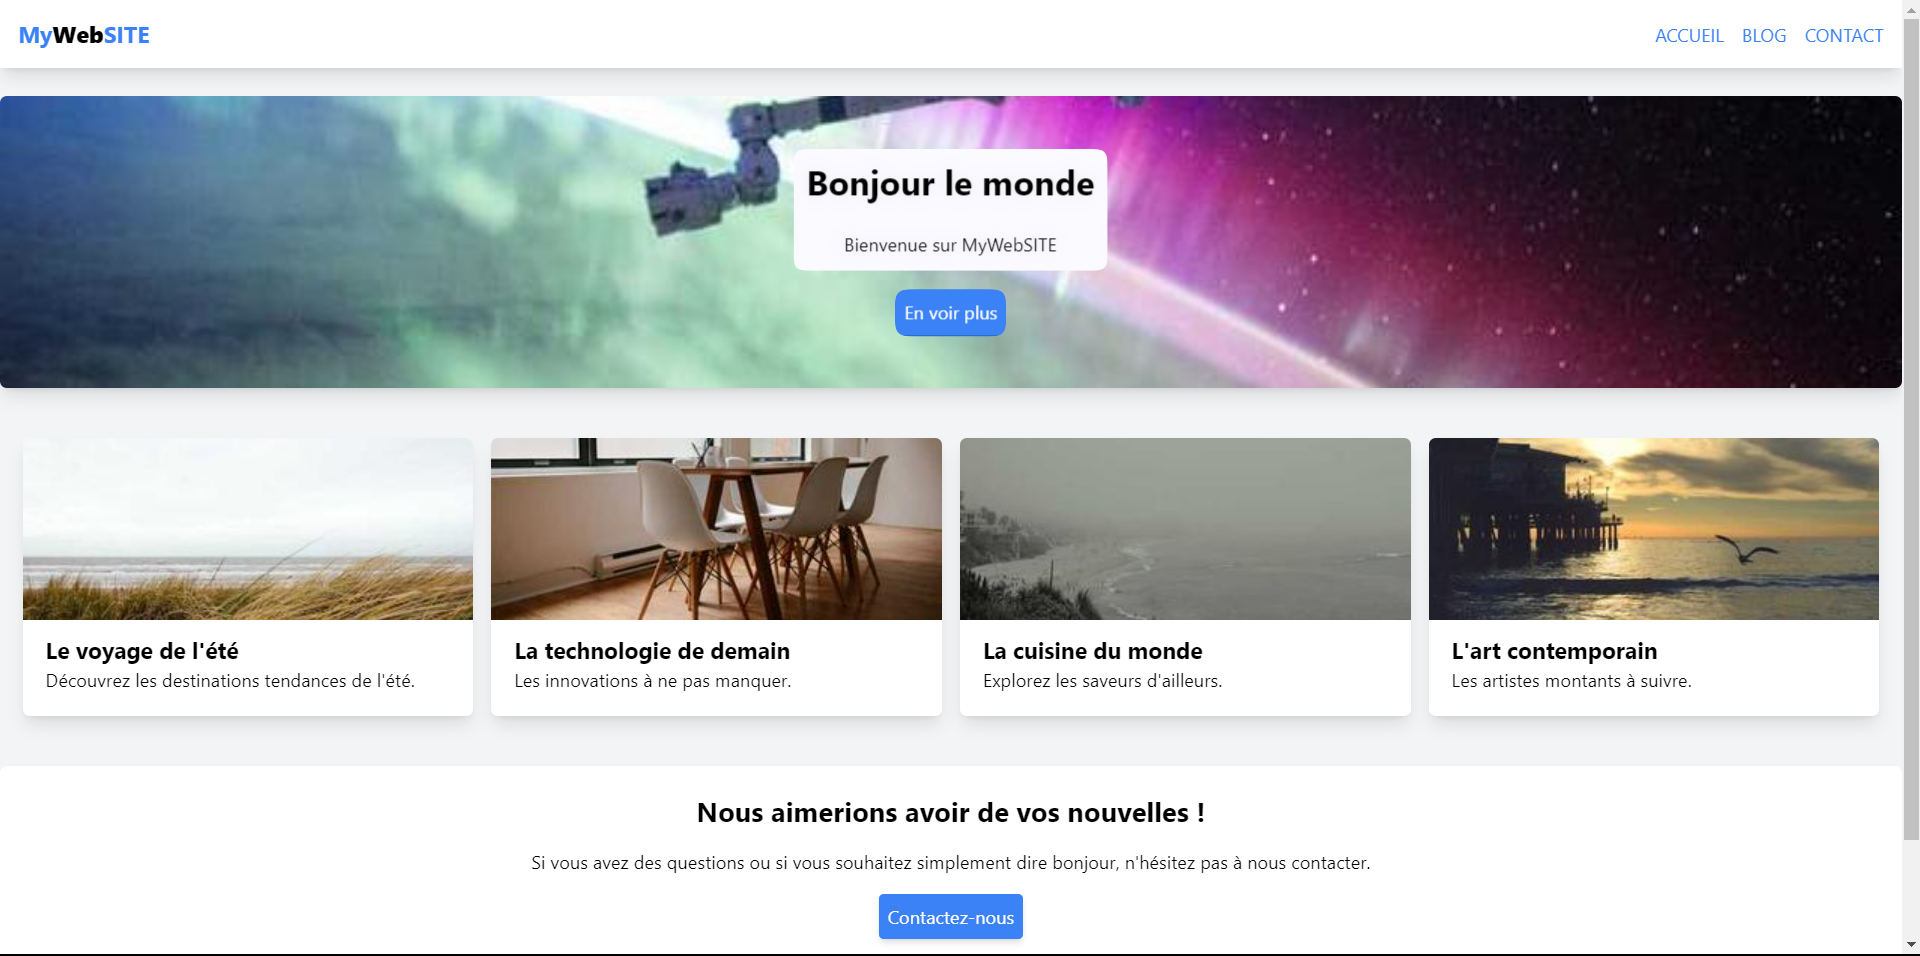 MyWebSITE
ACCUEIL BLOG CONTACT
Bonjour le monde
Bienvenue sur MyWebSITE
En voir plus
Le voyage de l'été
Découvrez les destinations tendances de l'été.
La technologie de demain
Les innovations à ne pas manquer.
La cuisine du monde
Explorez les saveurs d'ailleurs.
L'art contemporain
Les artistes montants à suivre.
Nous aimerions avoir de vos nouvelles !
Si vous avez des questions ou si vous souhaitez simplement dire bonjour, n'hésitez pas à nous contacter.
Contactez-nous